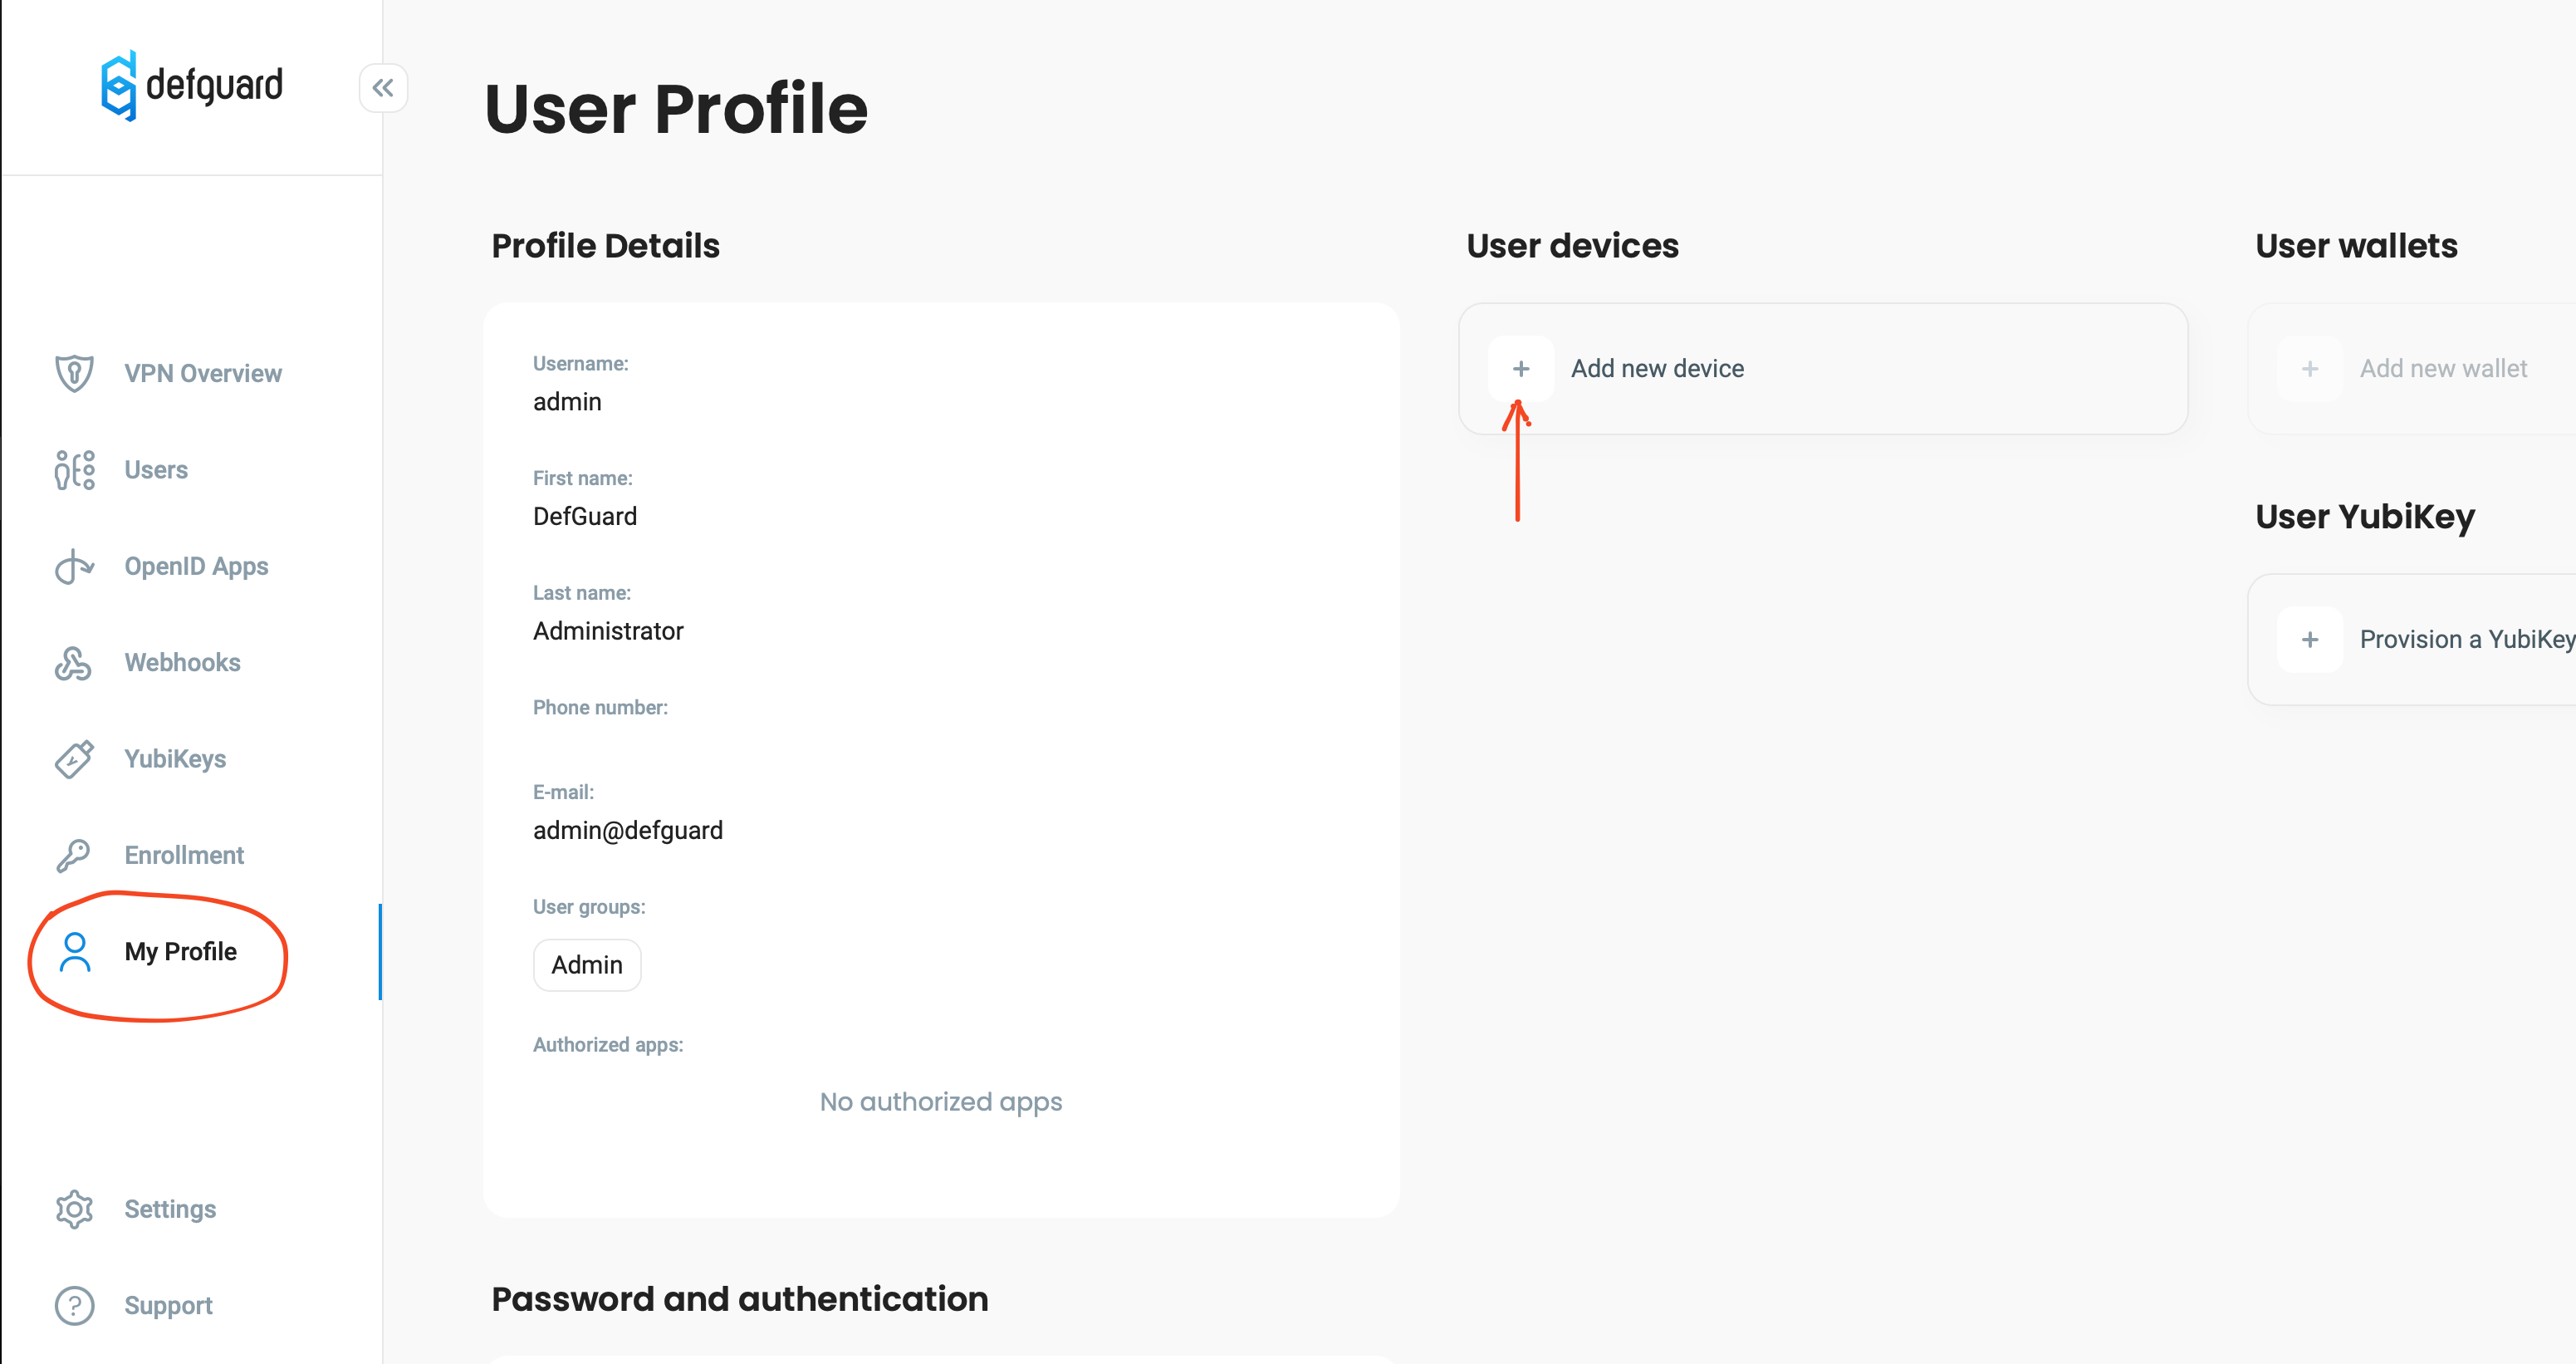 defguard
VPN Overview
Users
OpenID Apps
Webhooks
YubiKeys
Enrollment
My Profile
Settings
Support
User Profile
Profile Details
Username:
admin
First name:
DefGuard
Last name:
Administrator
Phone number:
E-mail:
admin@defguard
User groups:
Admin
Authorized apps:
No authorized apps
Password and authentication
User devices
Add new device
User wallets
Add new wallet
User YubiKey
Provision a YubiKey